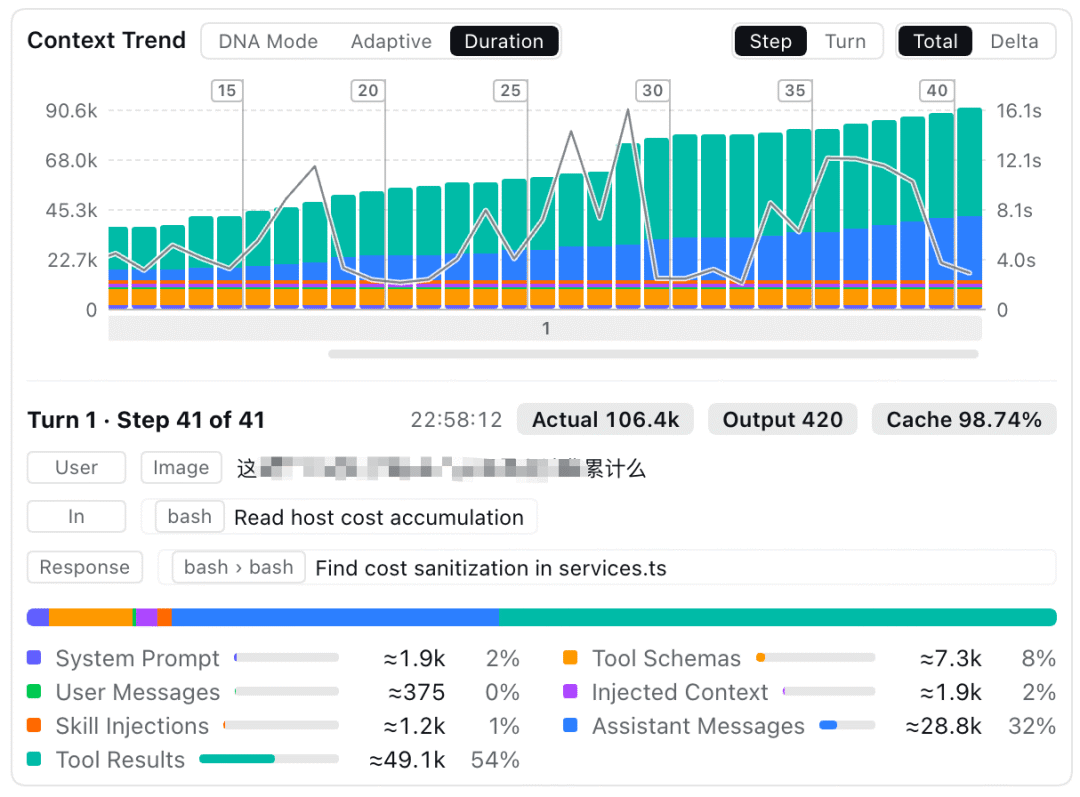 Context Trend DNA Mode Adaptive Duration Step Turn Total Delta
15 20 25 30 35 40
90.6k 16.1s
68.0k 12.1s
45.3k 8.1s
22.7k 4.0s
0 0
1
Turn 1 · Step 41 of 41 22:58:12 Actual 106.4k Output 420 Cache 98.74%
User Image 这 累计么
In bash Read host cost accumulation
Response bash › bash Find cost sanitization in services.ts
System Prompt ≈1.9k 2% Tool Schemas ≈7.3k 8%
User Messages ≈375 0% Injected Context ≈1.9k 2%
Skill Injections ≈1.2k 1% Assistant Messages ≈28.8k 32%
Tool Results ≈49.1k 54%